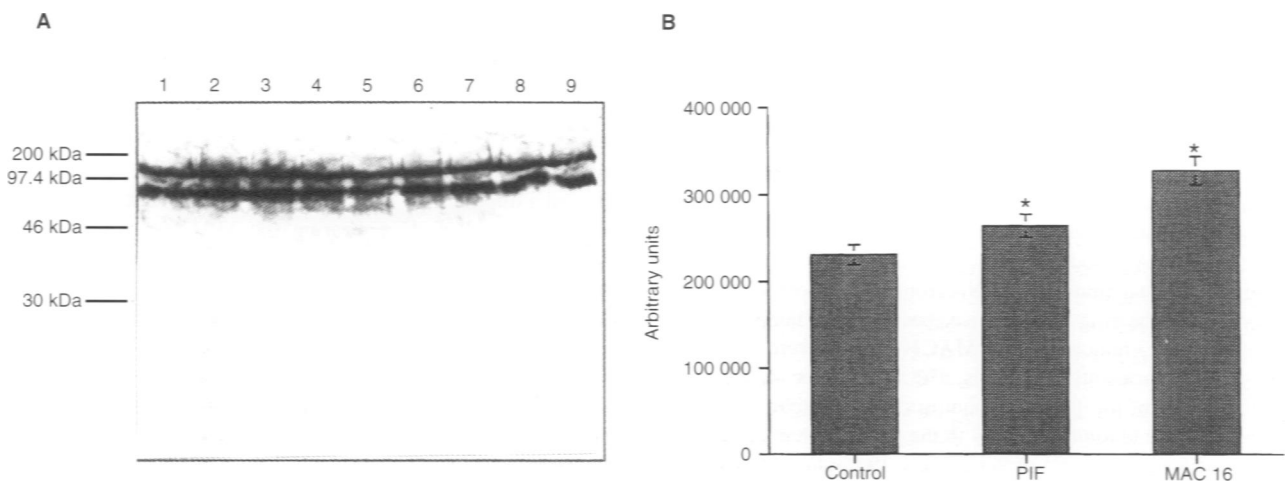 A
1 2 3 4 5 6 7 8 9
200 kDa
97.4 kDa
46 kDa
30 kDa
B
400 000
300 000
200 000
100 000
0
Arbitrary units
*
*
Control PIF MAC 16